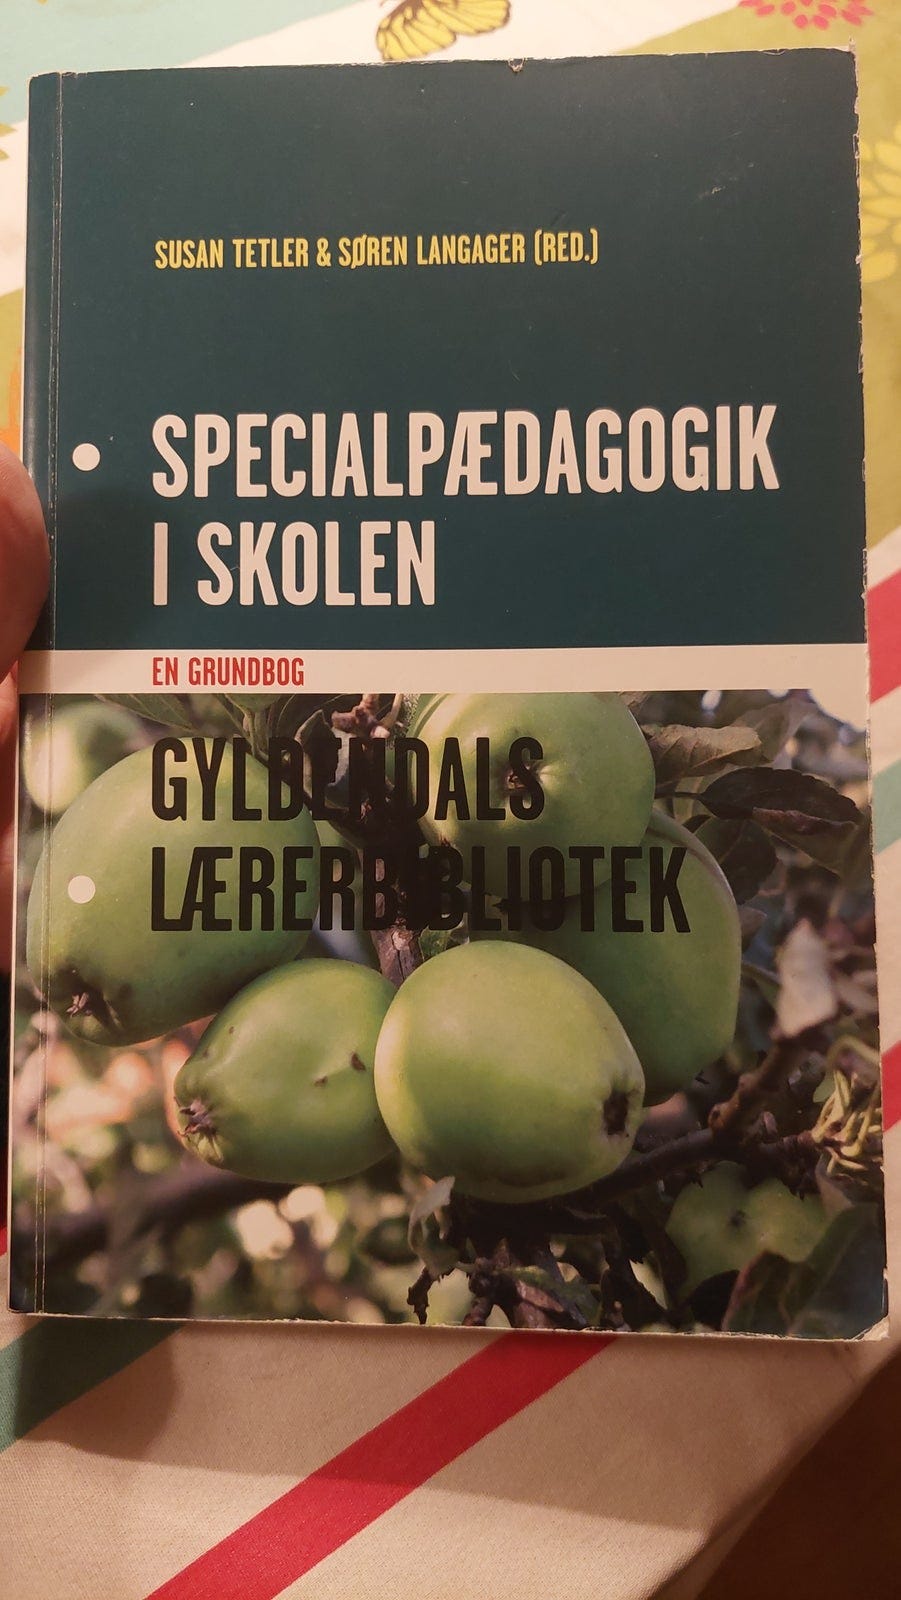 SUSAN TETLER & SØREN LANGAGER (RED.)
SPECIALPÆDAGOGIK
I SKOLEN
EN GRUNDBOG
GYLDENDALS
LÆRERBIBLIOTEK